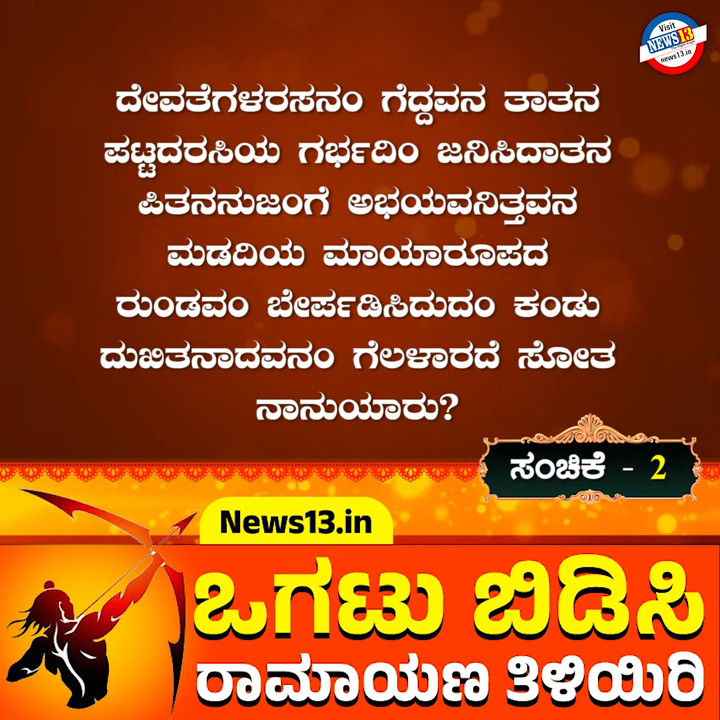 Visit
NEWS13
news13.in
ದೇವತೆಗಳರಸನಂ ಗೆದ್ದವನ ತಾತನ
ಪಟ್ಟದರಸಿಯ ಗರ್ಭದಿಂ ಜನಿಸಿದಾತನ
ಪಿತನನುಜಂಗೆ ಅಭಯವನಿತ್ತವನ
ಮಡದಿಯ ಮಾಯಾರೂಪದ
ರುಂಡವಂ ಬೇರ್ಪಡಿಸಿದುದಂ ಕಂಡು
ದುಖಿತನಾದವನಂ ಗೆಲಳಾರದೆ ಸೋತ
ನಾನುಯಾರು?
ಸಂಚಿಕೆ - 2
News13.in
ಒಗಟು ಬಿಡಿಸಿ
ರಾಮಾಯಣ ತಿಳಿಯಿರಿ